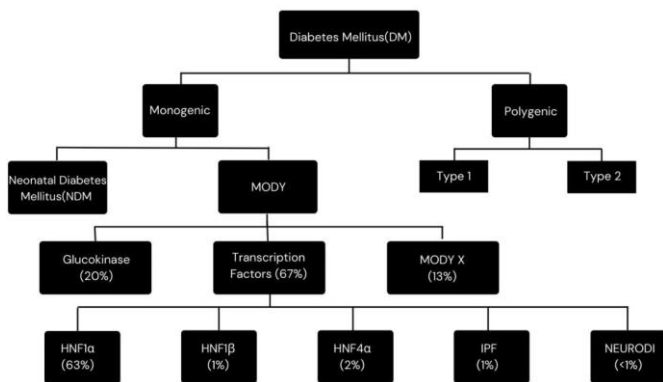 Diabetes Mellitus(DM)
Monogenic
Polygenic
Neonatal Diabetes
Mellitus(NDM
MODY
Type 1
Type 2
Glucokinase
(20%)
Transcription
Factors (67%)
MODY X
(13%)
HNF1α
(63%)
HNF1β
(1%)
HNF4α
(2%)
IPF
(1%)
NEURODI
(<1%)